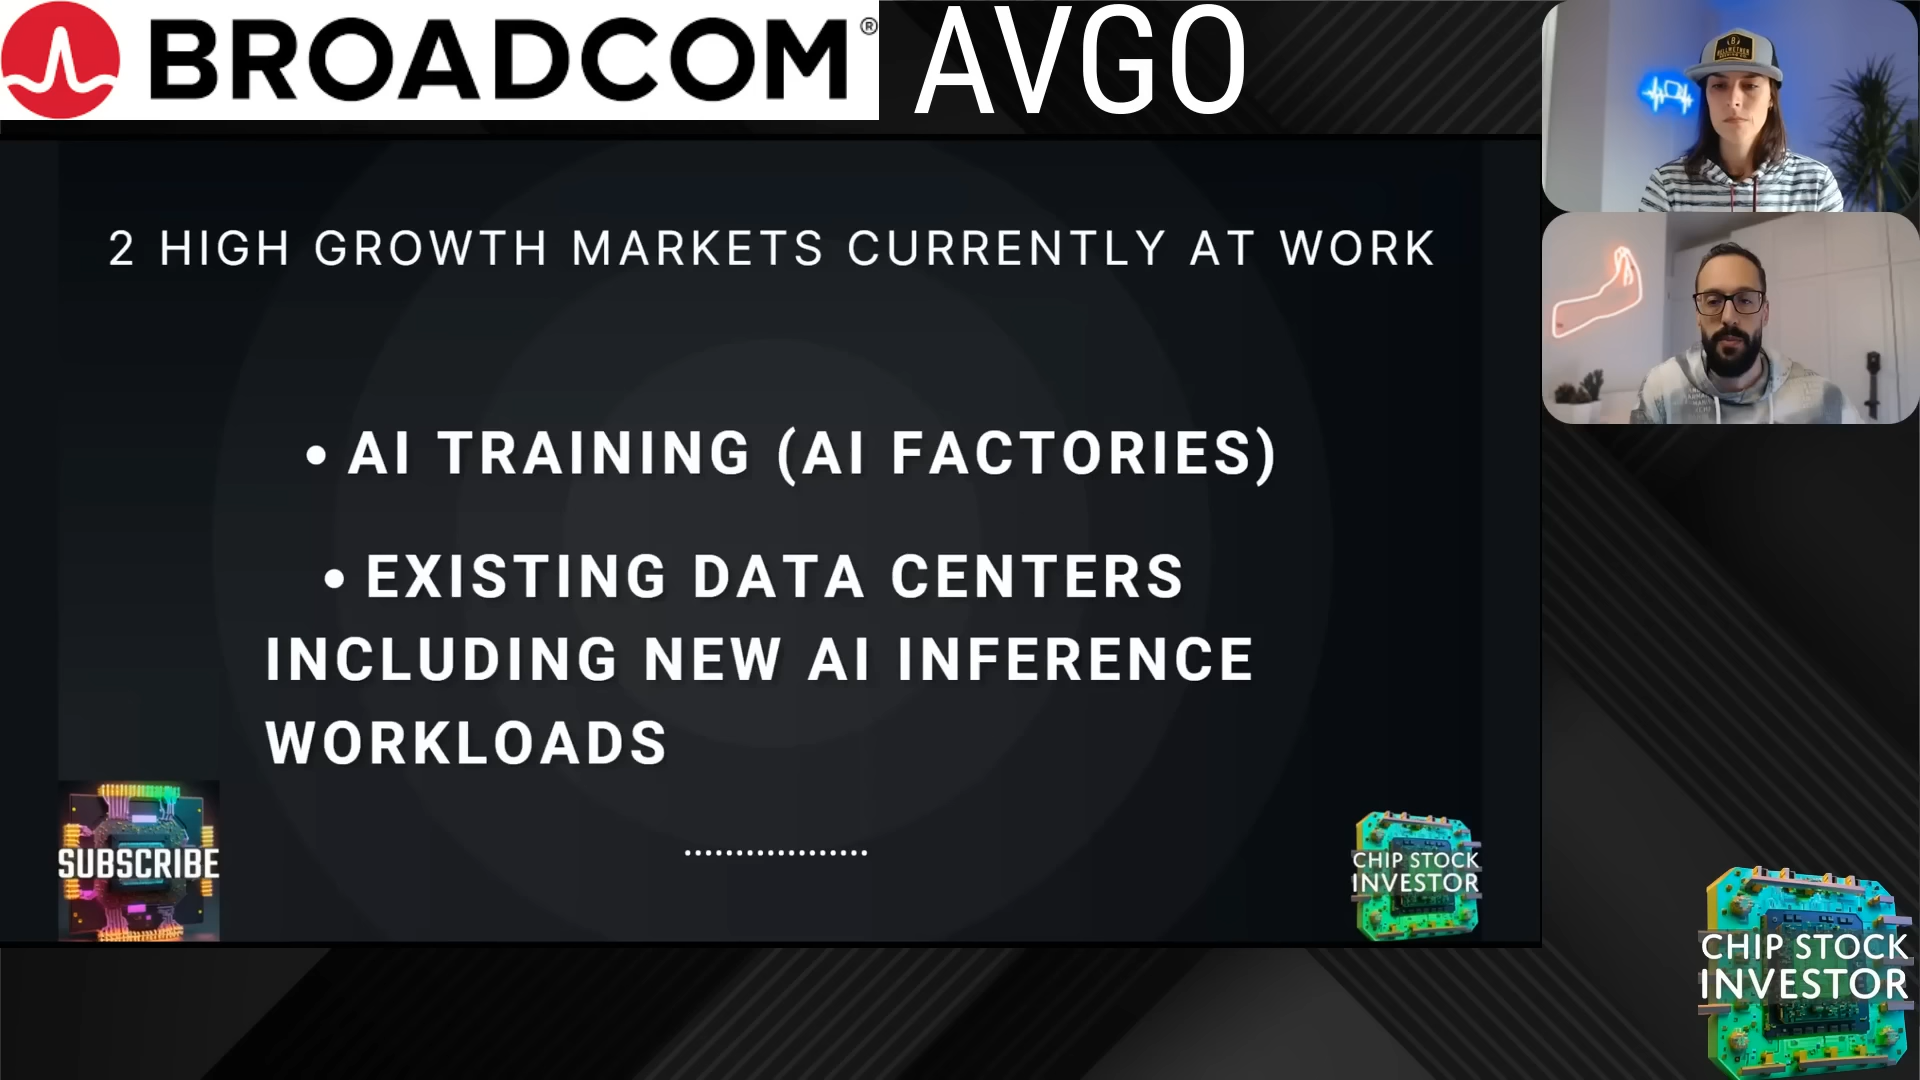 BROADCOM®
AVGO
2 HIGH GROWTH MARKETS CURRENTLY AT WORK
• AI TRAINING (AI FACTORIES)
• EXISTING DATA CENTERS
INCLUDING NEW AI INFERENCE
WORKLOADS
SUBSCRIBE
CHIP STOCK
INVESTOR
CHIP STOCK
INVESTOR